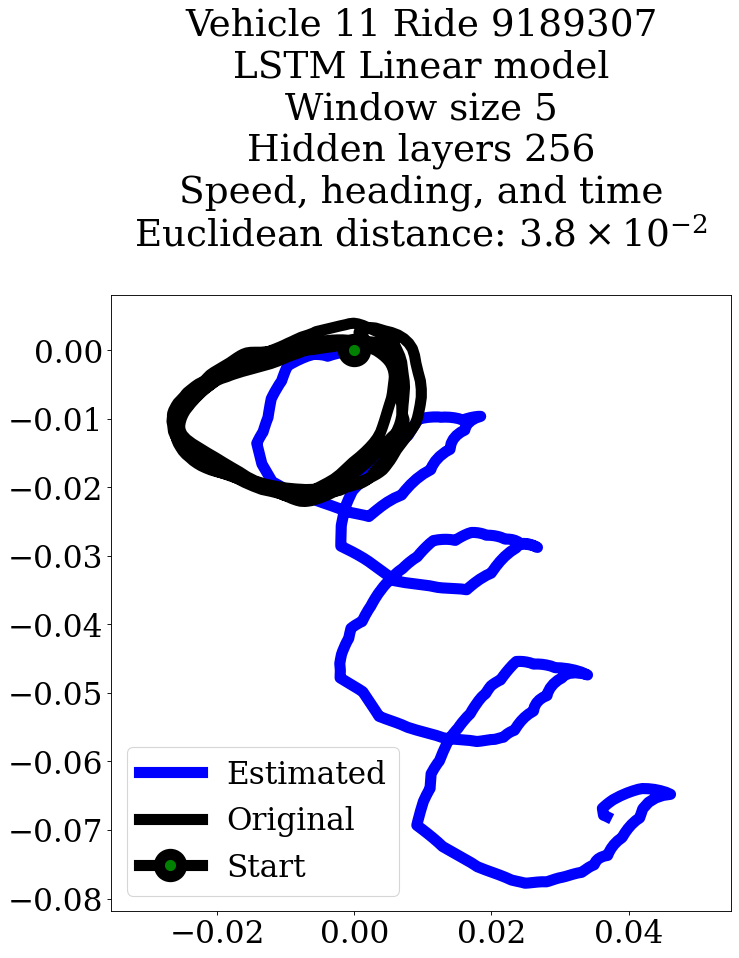 Vehicle 11 Ride 9189307
LSTM Linear model
Window size 5
Hidden layers 256
Speed, heading, and time
Euclidean distance: 3.8 × 10⁻²
0.00
−0.01
−0.02
−0.03
−0.04
−0.05
−0.06
−0.07
−0.08
Estimated
Original
Start
−0.02 0.00 0.02 0.04